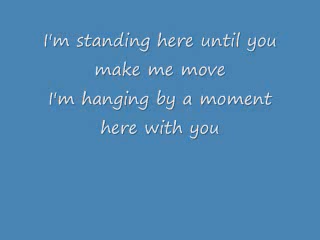 I'm standing here until you
make me move
I'm hanging by a moment
here with you